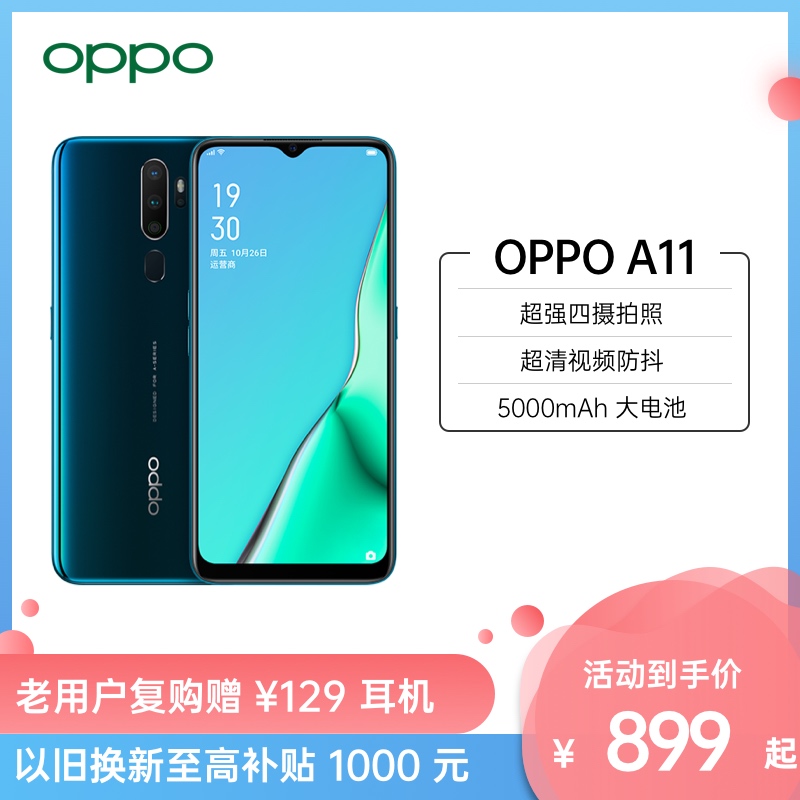 oppo
19
30
周五 10月26日
运营商
DESIGNED FOR A-SERIES
oppo
OPPO A11
超强四摄拍照
超清视频防抖
5000mAh 大电池
老用户复购赠 ¥129 耳机
以旧换新至高补贴 1000 元
活动到手价
¥ 899 起